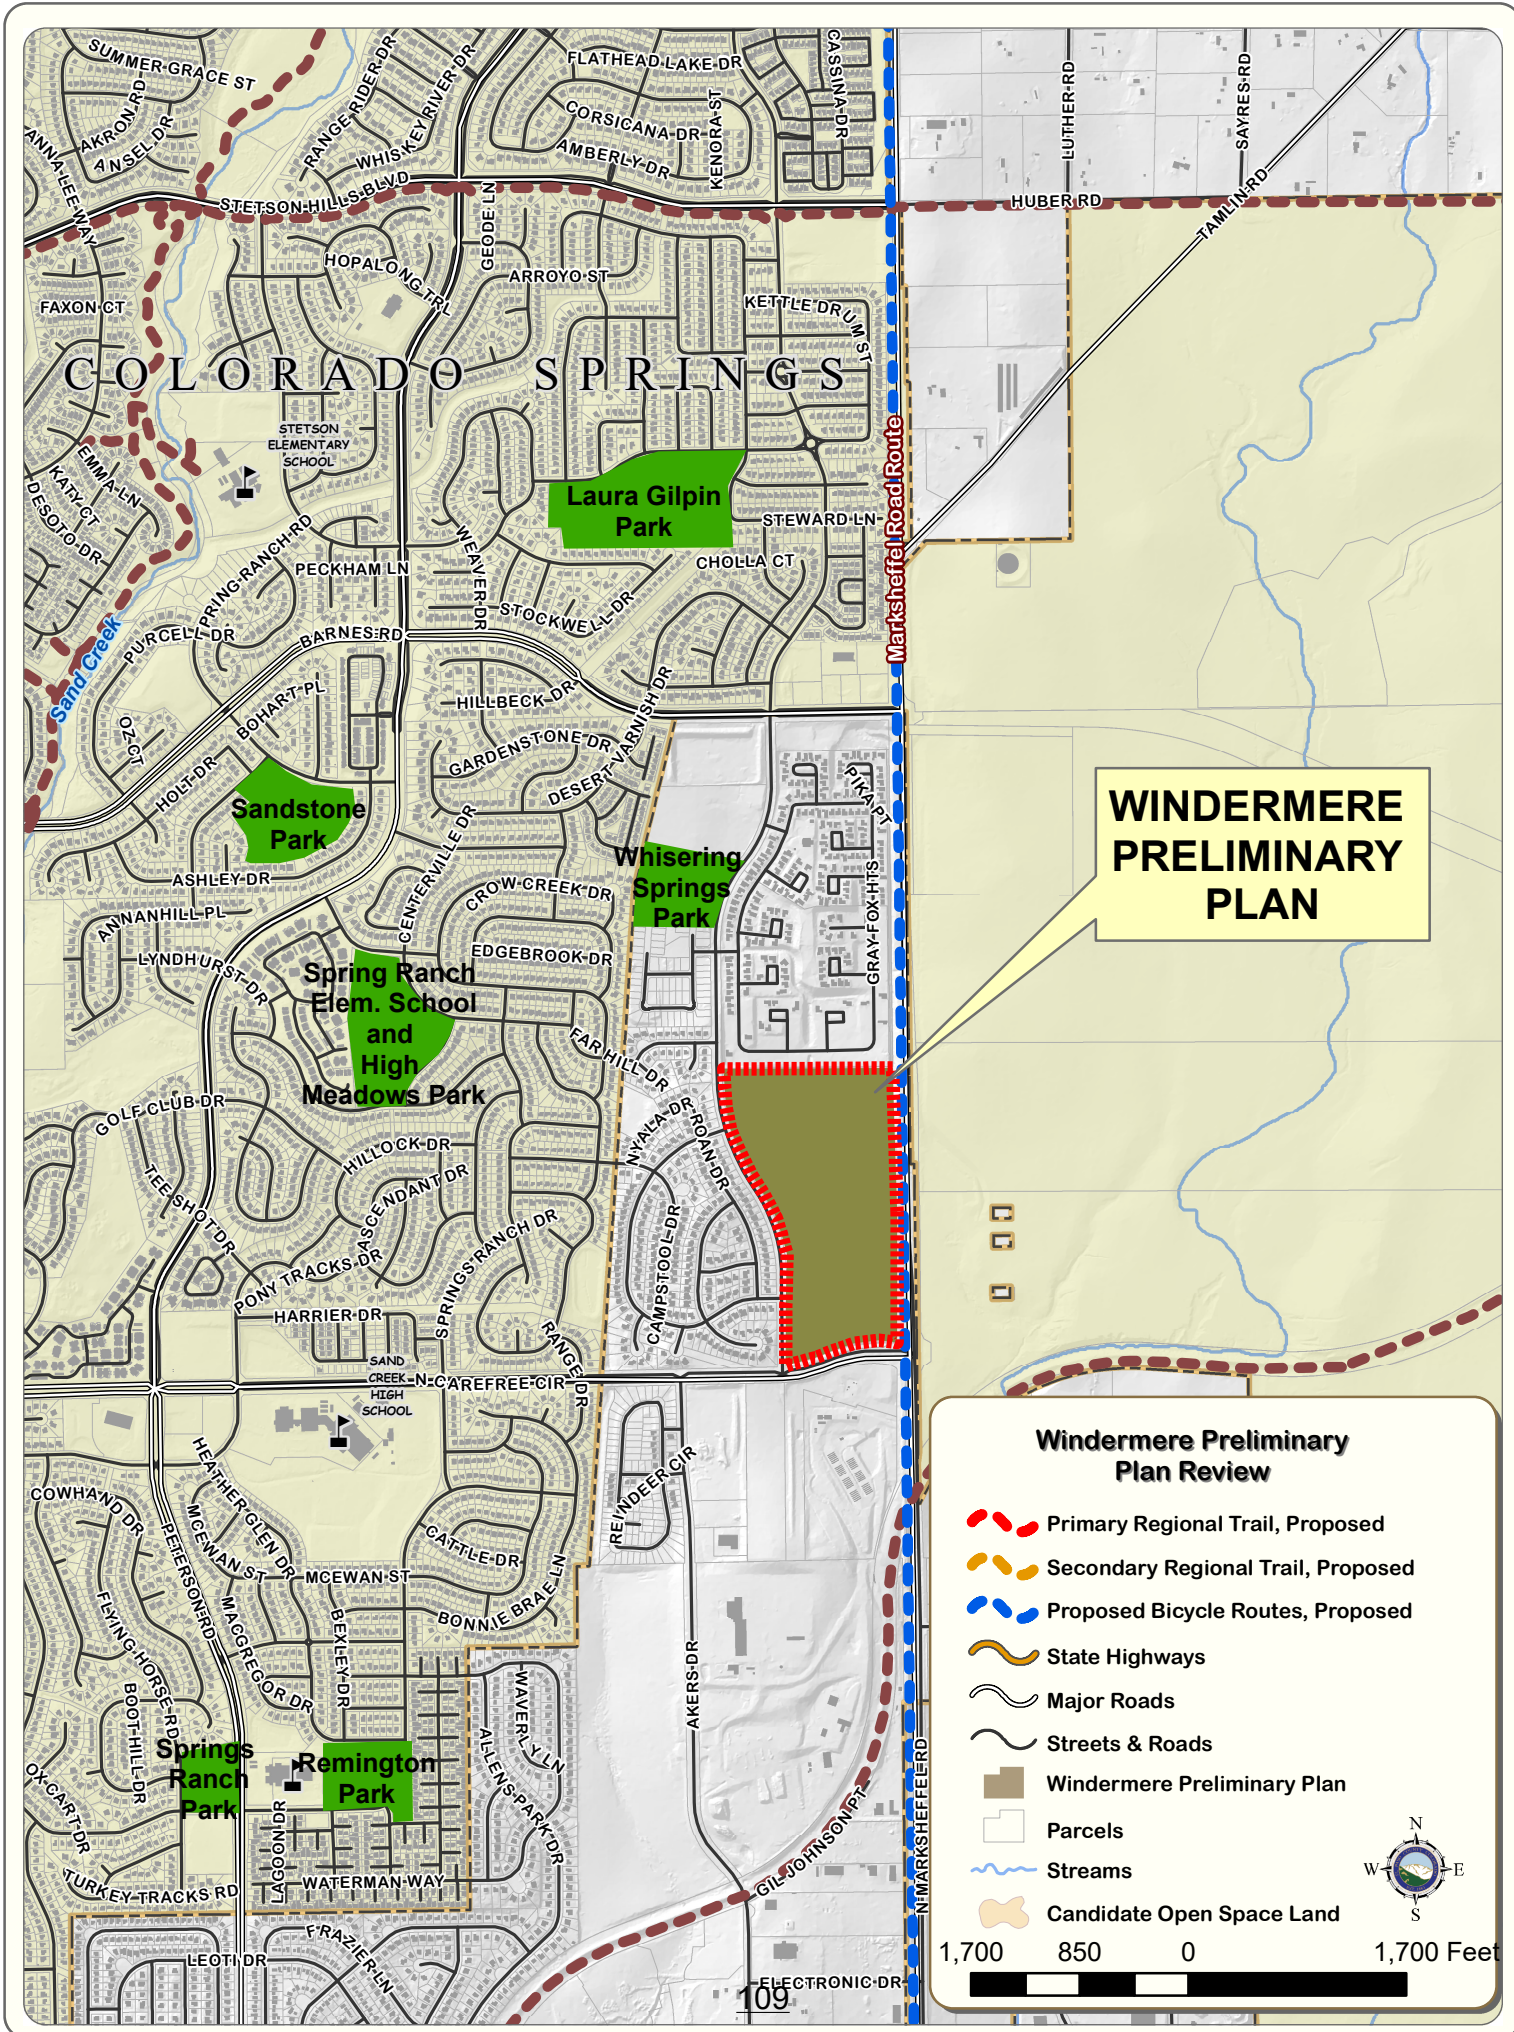 SUMMER GRACE ST
AKRON RD
ANSEL DR
ANNA LEE WAY
RANGE RIDER DR
WHISKEY RIVER DR
FLATHEAD LAKE DR
CORSICANA DR
AMBERLY DR
KENORA ST
CASSINA DR
LUTHER RD
SAYRES RD
STETSON HILLS BLVD
GEODE LN
HUBER RD
TAMLIN RD
FAXON CT
HOPALONG TRL
ARROYO ST
KETTLE DRUM ST
COLORADO SPRINGS
STETSON
ELEMENTARY
SCHOOL
EMMA LN
KATY CT
DESOTO DR
Laura Gilpin
Park
Marksheffel Road Route
STEWARD LN
SPRING RANCH RD
PECKHAM LN
WEAVER DR
CHOLLA CT
STOCKWELL DR
PURCELL DR
BARNES RD
Sand Creek
BOHART PL
OZ CT
HOLT DR
HILLBECK DR
GARDENSTONE DR
DESERT VARNISH DR
PIKA PT
Sandstone
Park
ASHLEY DR
CENTERVILLE DR
CROW CREEK DR
Whisering
Springs
Park
GRAY FOX HTS
WINDERMERE
PRELIMINARY
PLAN
ANNANHILL PL
LYNDHURST DR
EDGEBROOK DR
Spring Ranch
Elem. School
and
High
Meadows Park
FAR HILL DR
GOLF CLUB DR
NYALA DR
ROAN DR
HILLOCK DR
TEE SHOT DR
ASCENDANT DR
PONY TRACKS DR
SPRINGS RANCH DR
CAMPSTOOL DR
HARRIER DR
RANGE DR
SAND
CREEK
HIGH
SCHOOL
N CAREFREE CIR
HEATHER GLEN DR
COWHAND DR
MCEWAN ST
PETERSON RD
MCEWAN ST
CATTLE DR
REINDEER CIR
BONNIE BRAE LN
FLYING HORSE RD
MACGREGOR DR
BEXLEY DR
BOOT HILL DR
AKERS DR
WAVERLY LN
ALLENS PARK DR
OX CART DR
Springs
Ranch
Park
Remington
Park
LAGOON DR
TURKEY TRACKS RD
WATERMAN WAY
GIL JOHNSON PT
N MARKSHEFFEL RD
LEOTI DR
FRAZIER LN
ELECTRONIC DR
109
Windermere Preliminary
Plan Review
Primary Regional Trail, Proposed
Secondary Regional Trail, Proposed
Proposed Bicycle Routes, Proposed
State Highways
Major Roads
Streets & Roads
Windermere Preliminary Plan
Parcels
Streams
Candidate Open Space Land
N
W E
S
1,700 850 0 1,700 Feet